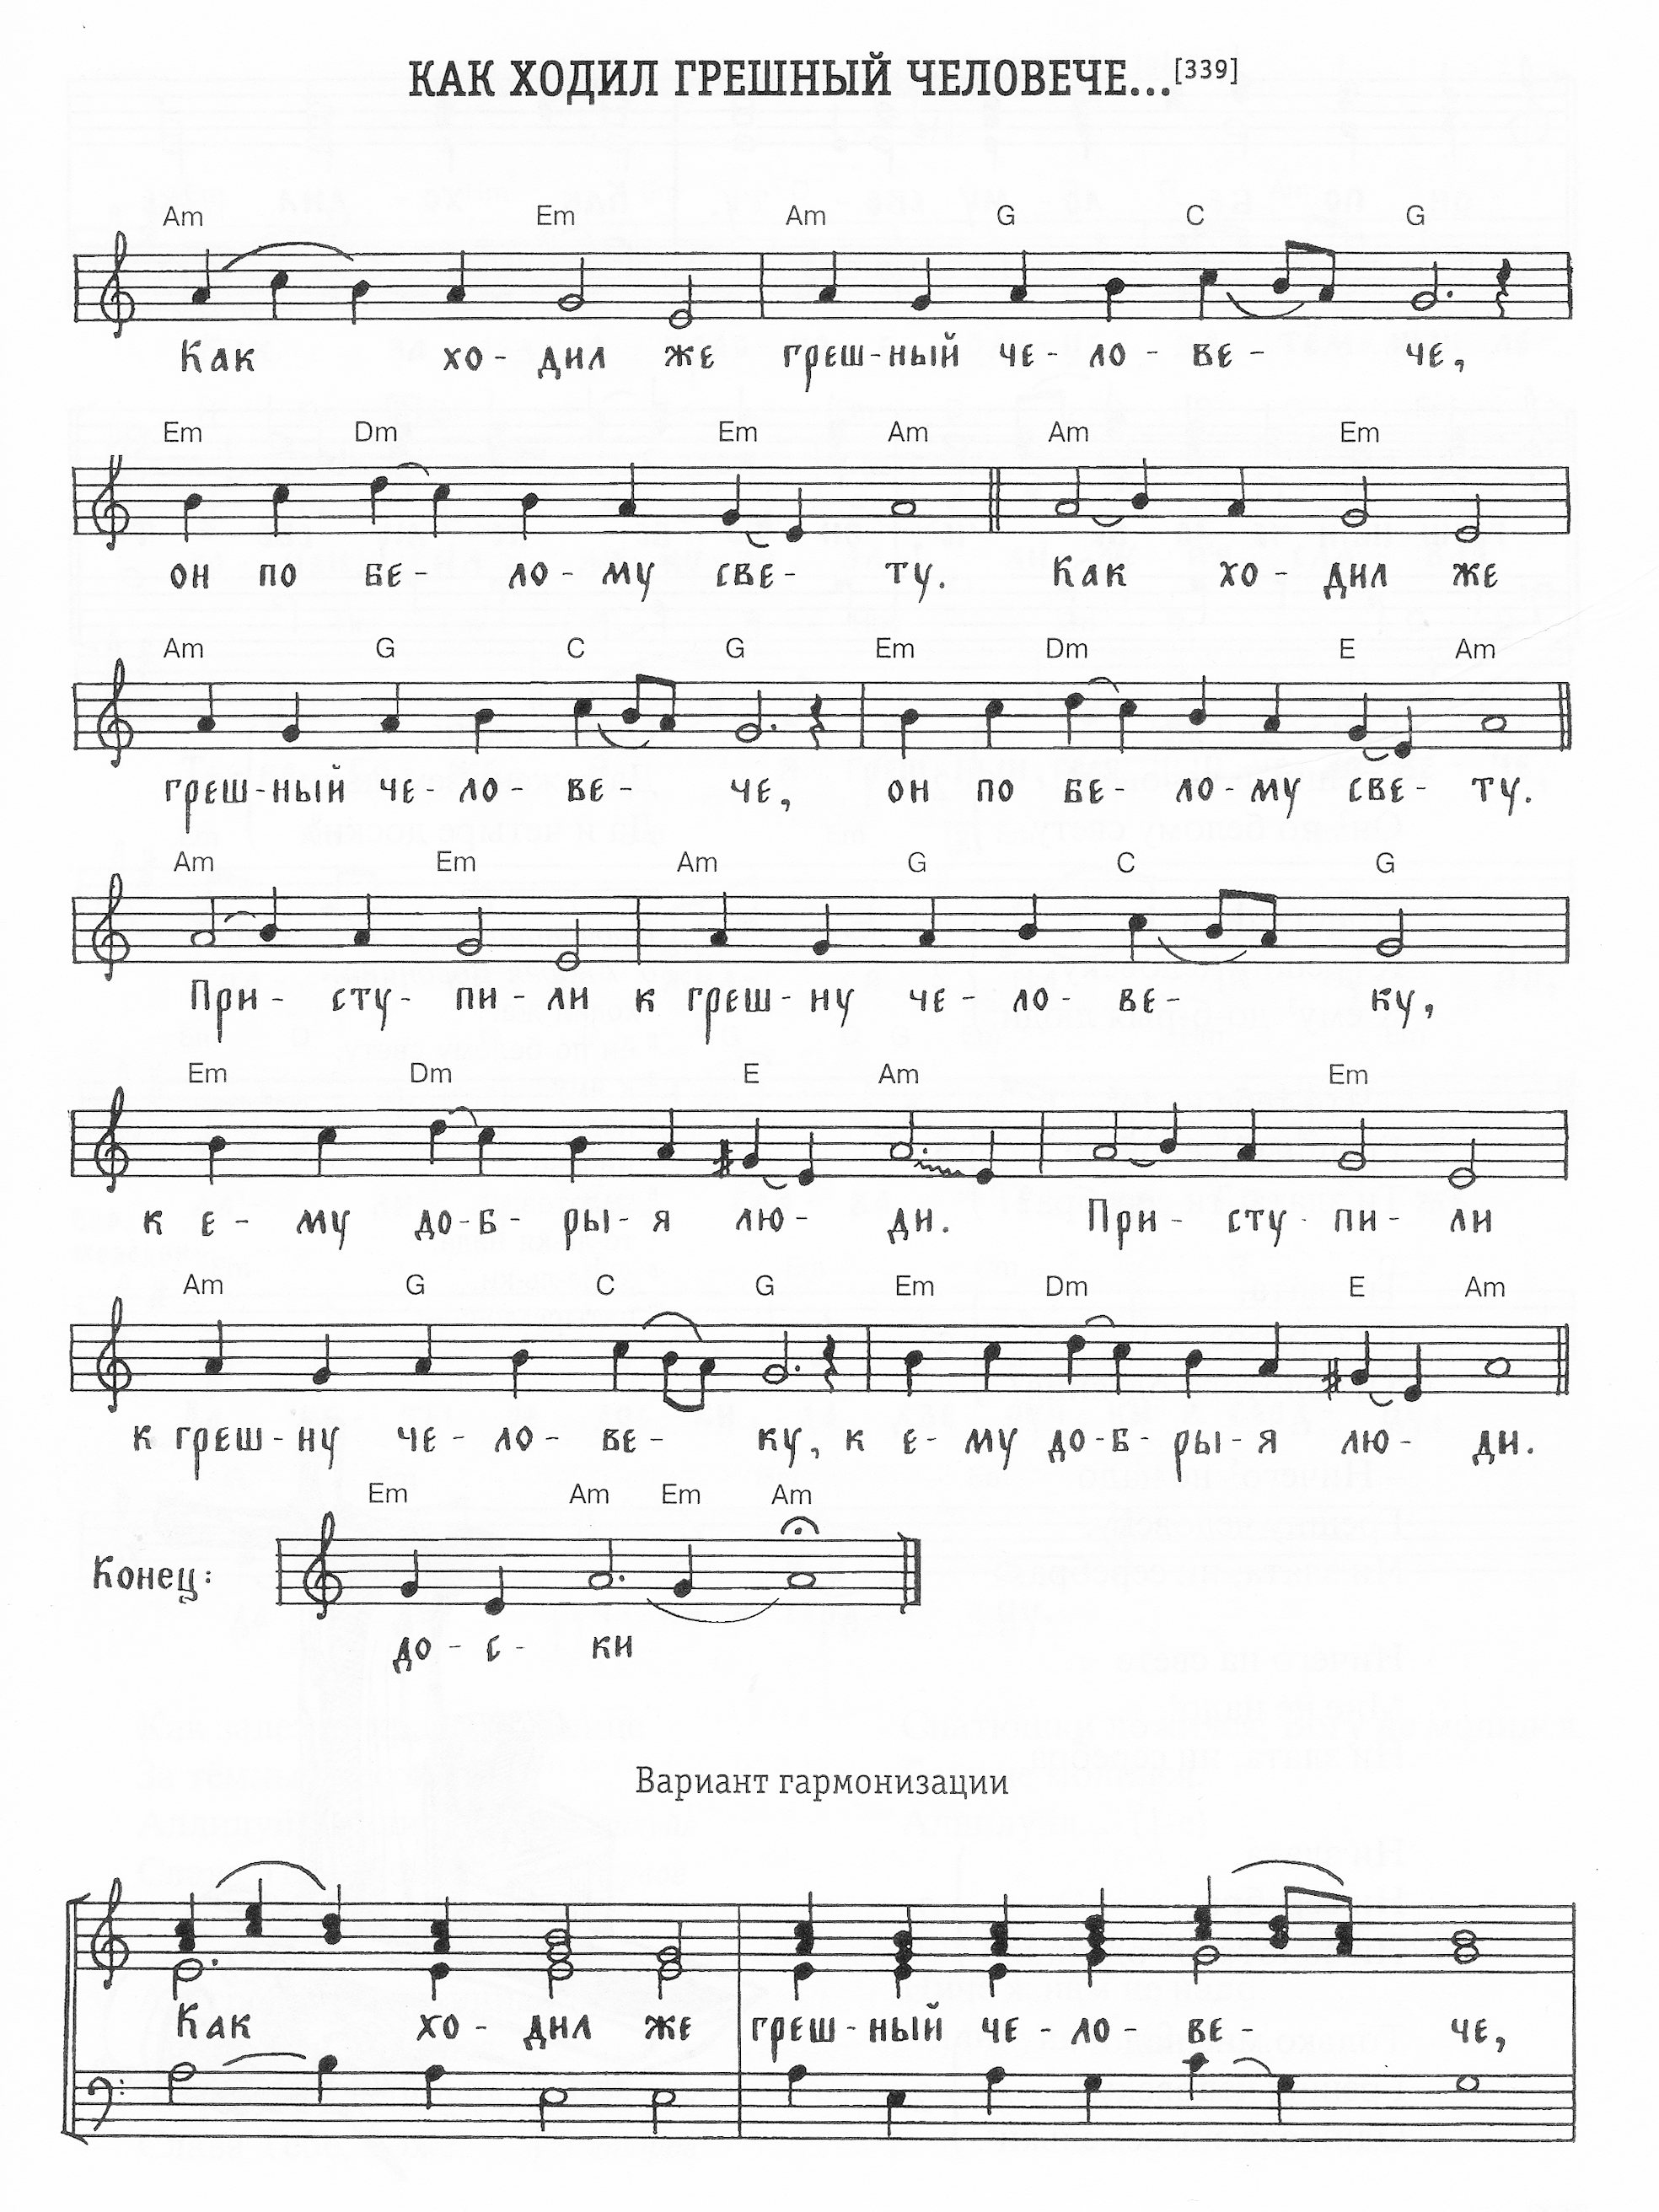 КАК ХОДИЛ ГРЕШНЫЙ ЧЕЛОВЕЧЕ...[339]
Am Em Am G C G
Как хо - дил же греш - ный че - ло - ве - че,
Em Dm Em Am Am Em
он по бе - ло - му све - ту. Как хо - дил же
Am G C G Em Dm E Am
греш - ный че - ло - ве - че, он по бе - ло - му све - ту.
Am Em Am G C G
При - сту - пи - ли к греш - ну че - ло - ве - ку,
Em Dm E Am Em
к е - му до - б - ры - я лю - ди. При - сту - пи - ли
Am G C G Em Dm E Am
к греш - ну че - ло - ве - ку, к е - му до - б - ры - я лю - ди.
Em Am Em Am
Конец:
до - с - ки
Вариант гармонизации
Как хо - дил же греш - ный че - ло - ве - че,